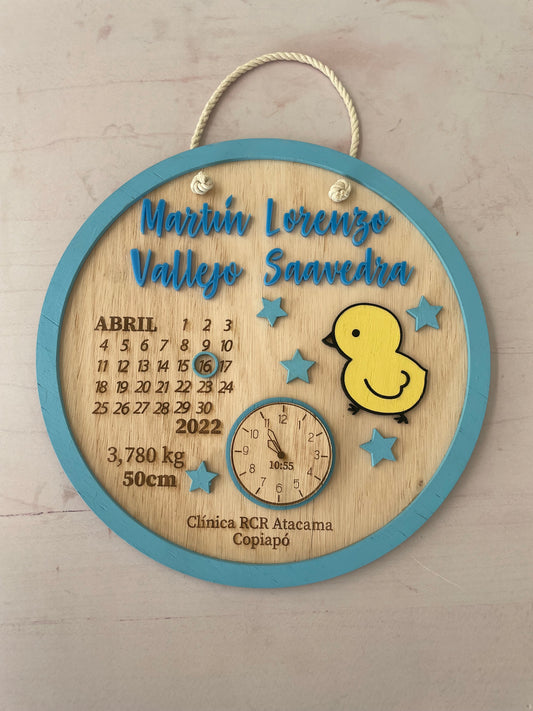 Martín Lorenzo
Vallejo Saavedra
ABRIL 1 2 3
4 5 6 7 8 9 10
11 12 13 14 15 16 17
18 19 20 21 22 23 24
25 26 27 28 29 30
2022
3,780 kg
50cm
12
11 1
10 2
9 3
8 4
7 5
6
10:55
Clínica RCR Atacama
Copiapó